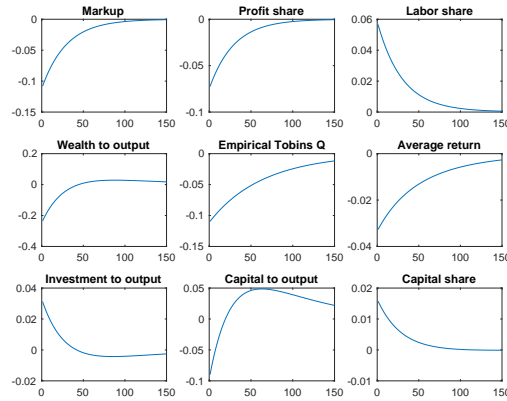 Markup
0
-0.05
-0.1
-0.15
0 50 100 150
Profit share
0
-0.05
-0.1
0 50 100 150
Labor share
0.06
0.04
0.02
0
0 50 100 150
Wealth to output
0.2
0
-0.2
-0.4
0 50 100 150
Empirical Tobins Q
0
-0.05
-0.1
-0.15
0 50 100 150
Average return
0
-0.02
-0.04
0 50 100 150
Investment to output
0.04
0.02
0
-0.02
0 50 100 150
Capital to output
0.05
0
-0.05
-0.1
0 50 100 150
Capital share
0.02
0.01
0
-0.01
0 50 100 150